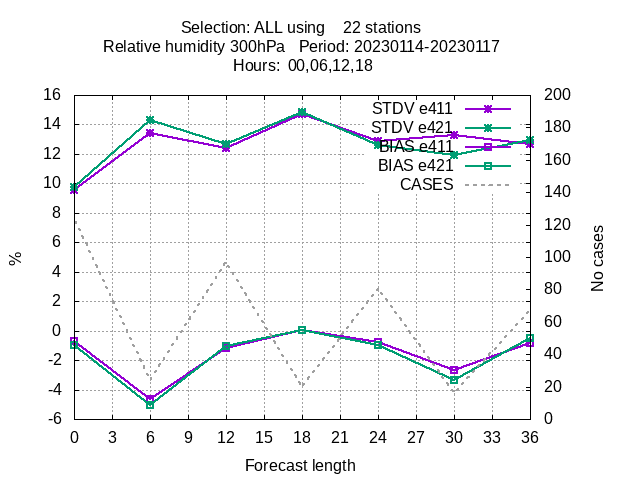 Selection: ALL using    22 stations
Relative humidity 300hPa   Period: 20230114-20230117
Hours:  00,06,12,18
16
14
12
10
8
6
4
2
0
-2
-4
-6
%
200
180
160
140
120
100
80
60
40
20
0
No cases
STDV e411
STDV e421
BIAS e411
BIAS e421
CASES
0 3 6 9 12 15 18 21 24 27 30 33 36
Forecast length